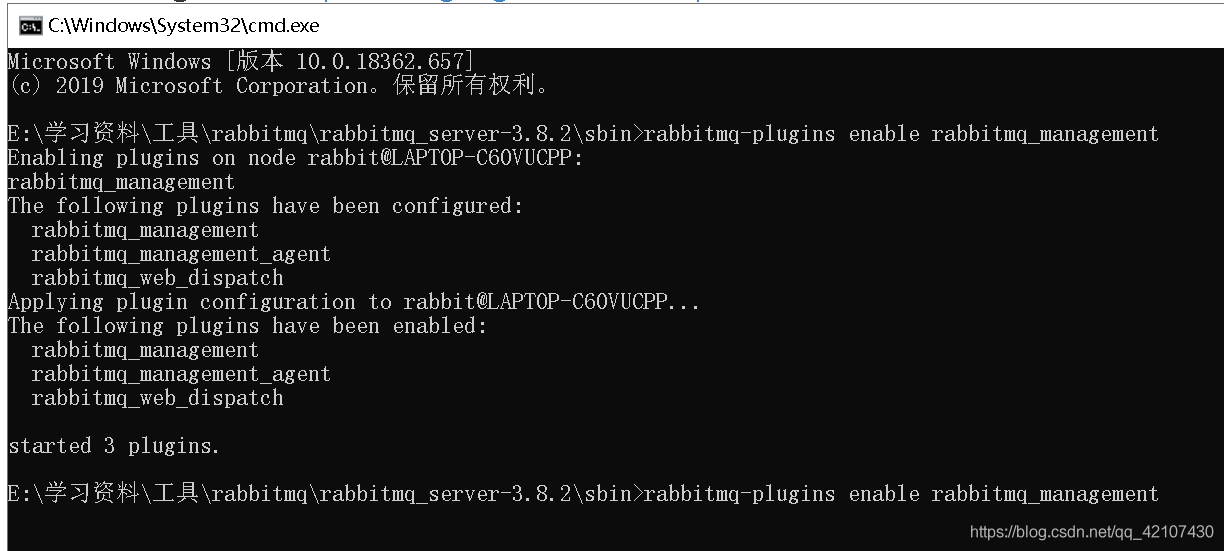 C:\Windows\System32\cmd.exe
Microsoft Windows [版本 10.0.18362.657]
(c) 2019 Microsoft Corporation。保留所有权利。
E:\学习资料\工具\rabbitmq\rabbitmq_server-3.8.2\sbin>rabbitmq-plugins enable rabbitmq_management
Enabling plugins on node rabbit@LAPTOP-C6OVUCPP:
rabbitmq_management
The following plugins have been configured:
  rabbitmq_management
  rabbitmq_management_agent
  rabbitmq_web_dispatch
Applying plugin configuration to rabbit@LAPTOP-C6OVUCPP...
The following plugins have been enabled:
  rabbitmq_management
  rabbitmq_management_agent
  rabbitmq_web_dispatch
started 3 plugins.
E:\学习资料\工具\rabbitmq\rabbitmq_server-3.8.2\sbin>rabbitmq-plugins enable rabbitmq_management
https://blog.csdn.net/qq_42107430